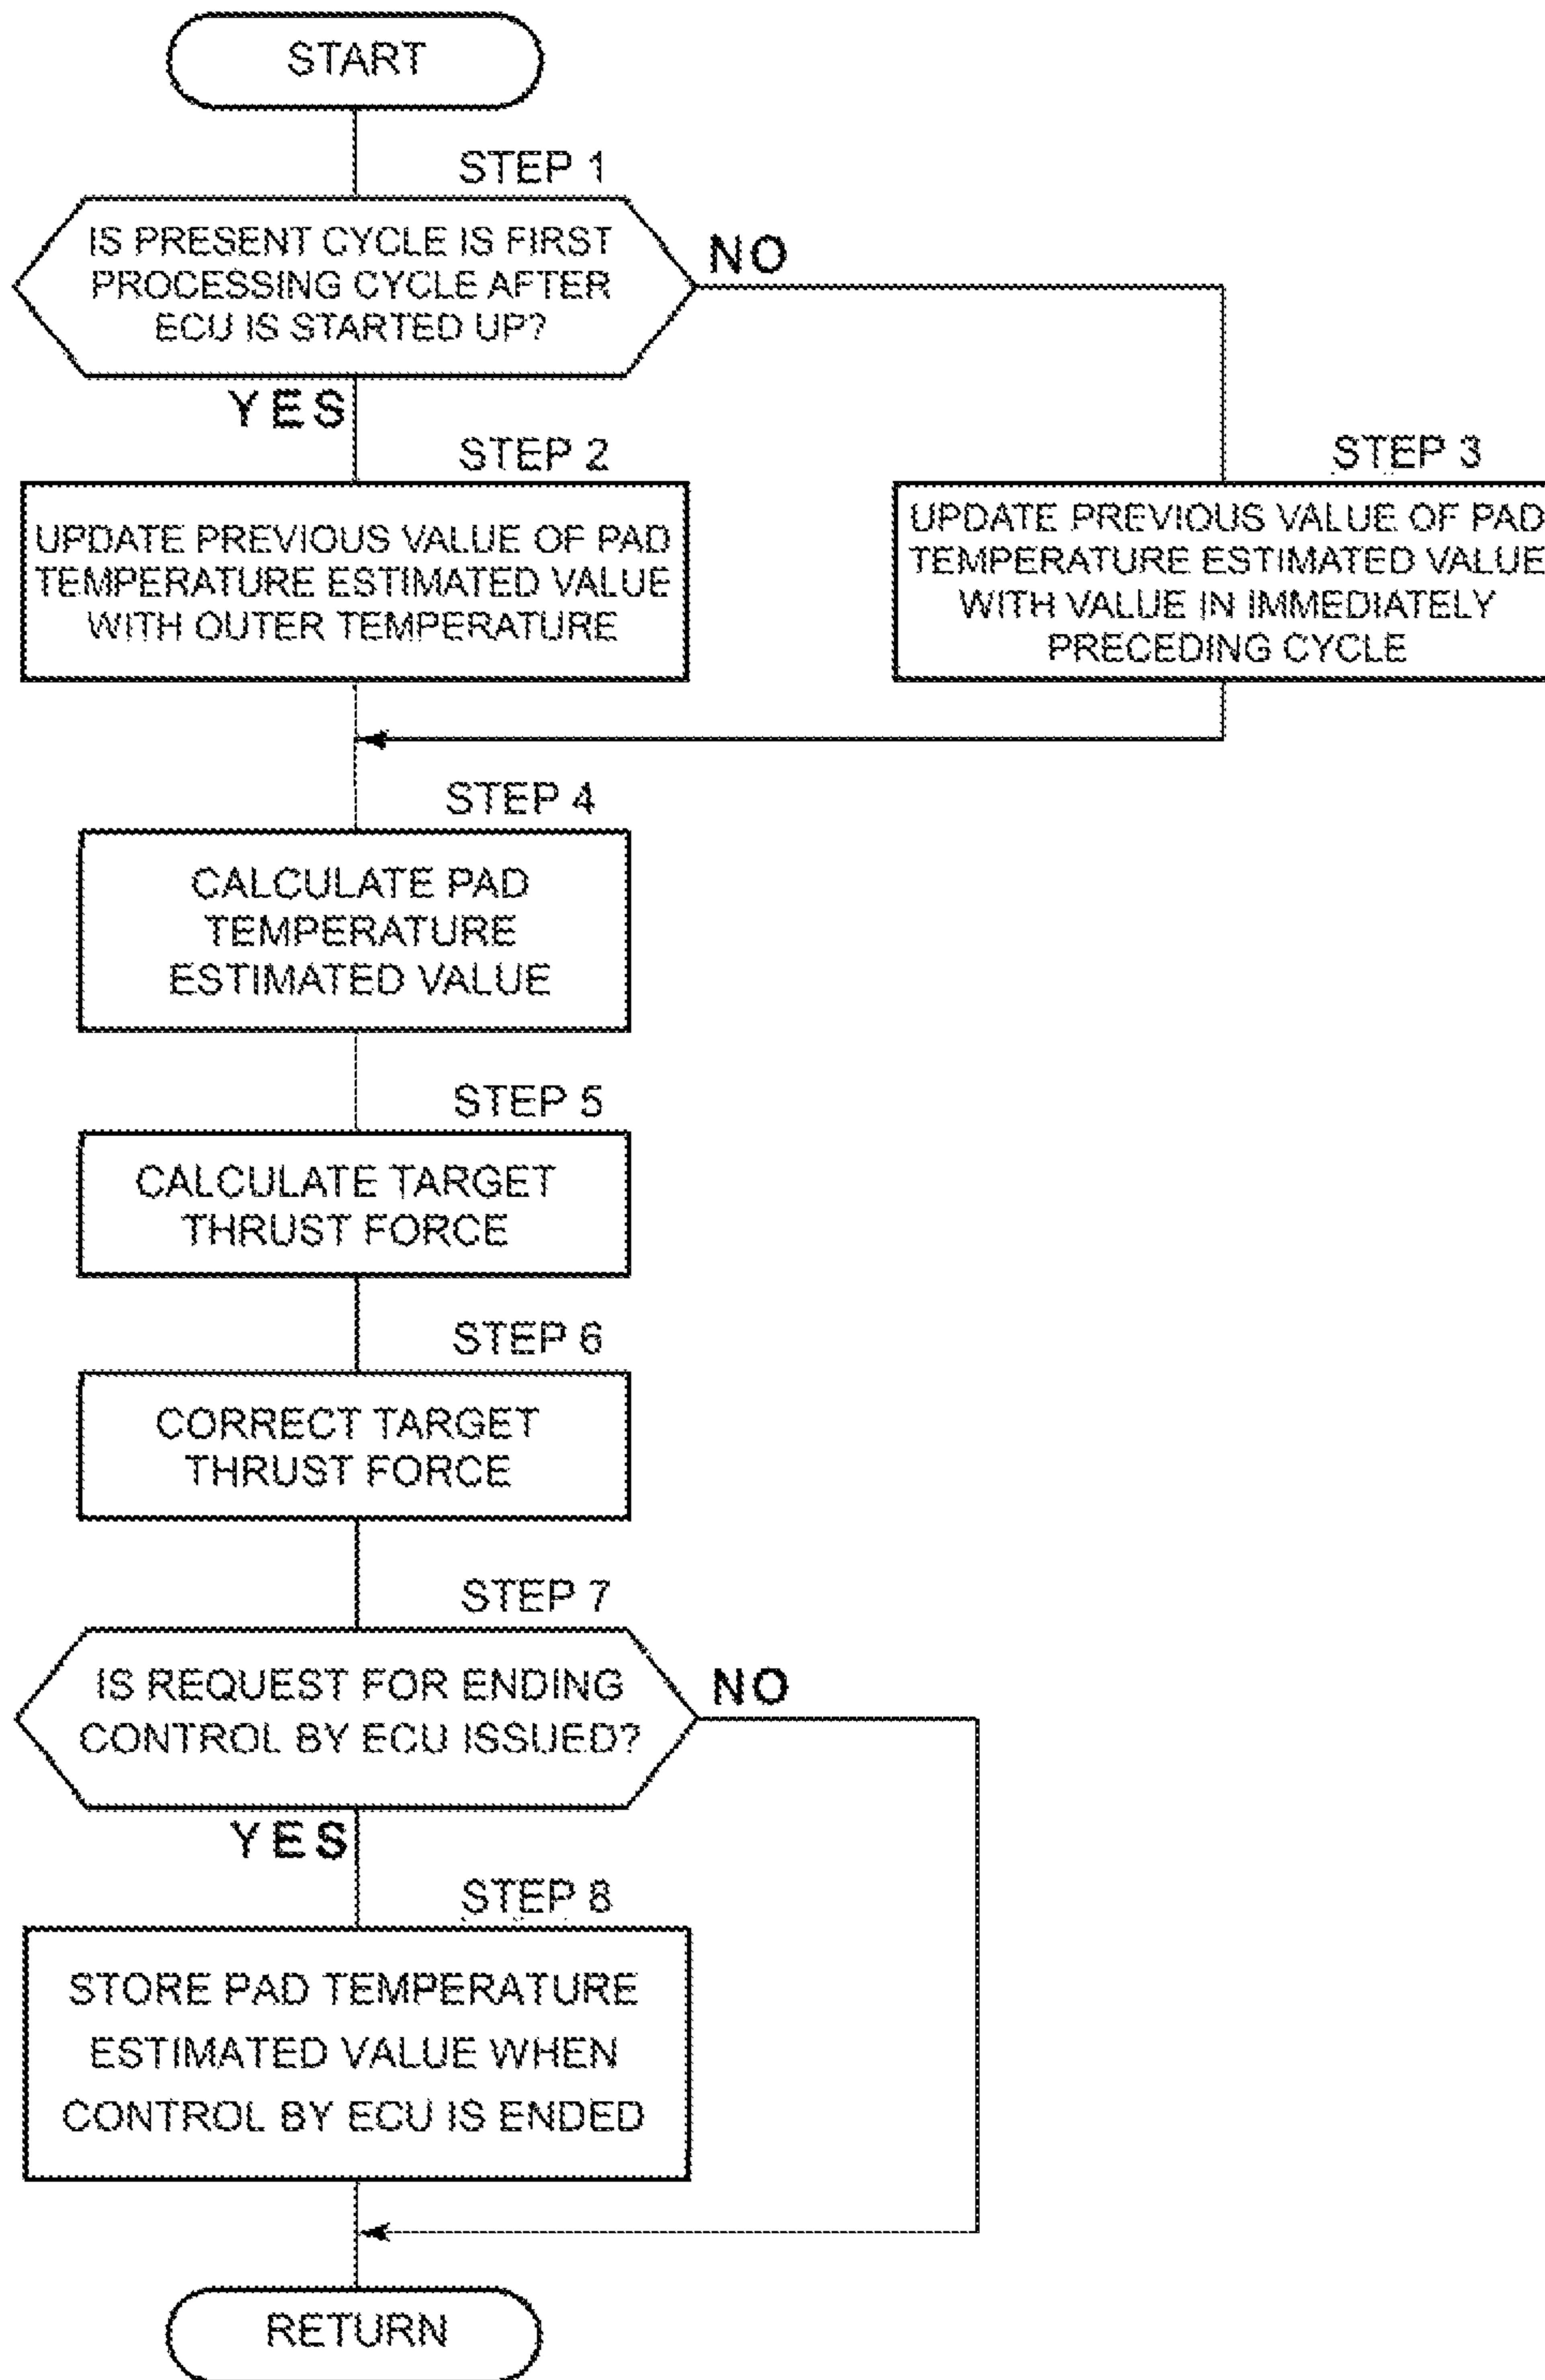 START
STEP 1
IS PRESENT CYCLE IS FIRST
PROCESSING CYCLE AFTER
ECU IS STARTED UP?
NO
YES
STEP 2
UPDATE PREVIOUS VALUE OF PAD
TEMPERATURE ESTIMATED VALUE
WITH OUTER TEMPERATURE
STEP 3
UPDATE PREVIOUS VALUE OF PAD
TEMPERATURE ESTIMATED VALUE
WITH VALUE IN IMMEDIATELY
PRECEDING CYCLE
STEP 4
CALCULATE PAD
TEMPERATURE
ESTIMATED VALUE
STEP 5
CALCULATE TARGET
THRUST FORCE
STEP 6
CORRECT TARGET
THRUST FORCE
STEP 7
IS REQUEST FOR ENDING
CONTROL BY ECU ISSUED?
NO
YES
STEP 8
STORE PAD TEMPERATURE
ESTIMATED VALUE WHEN
CONTROL BY ECU IS ENDED
RETURN